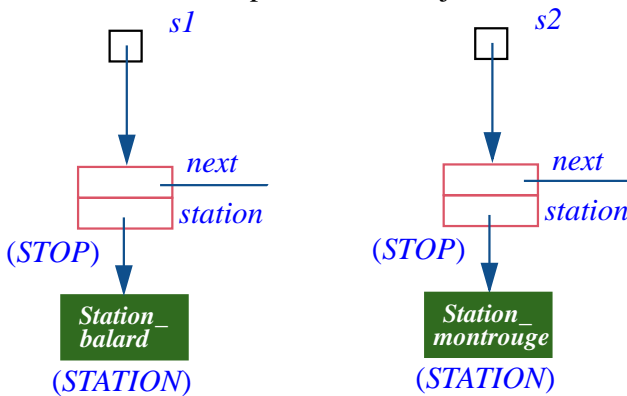 s1
s2
next
next
station
station
(STOP)
(STOP)
Station_
balard
Station_
montrouge
(STATION)
(STATION)